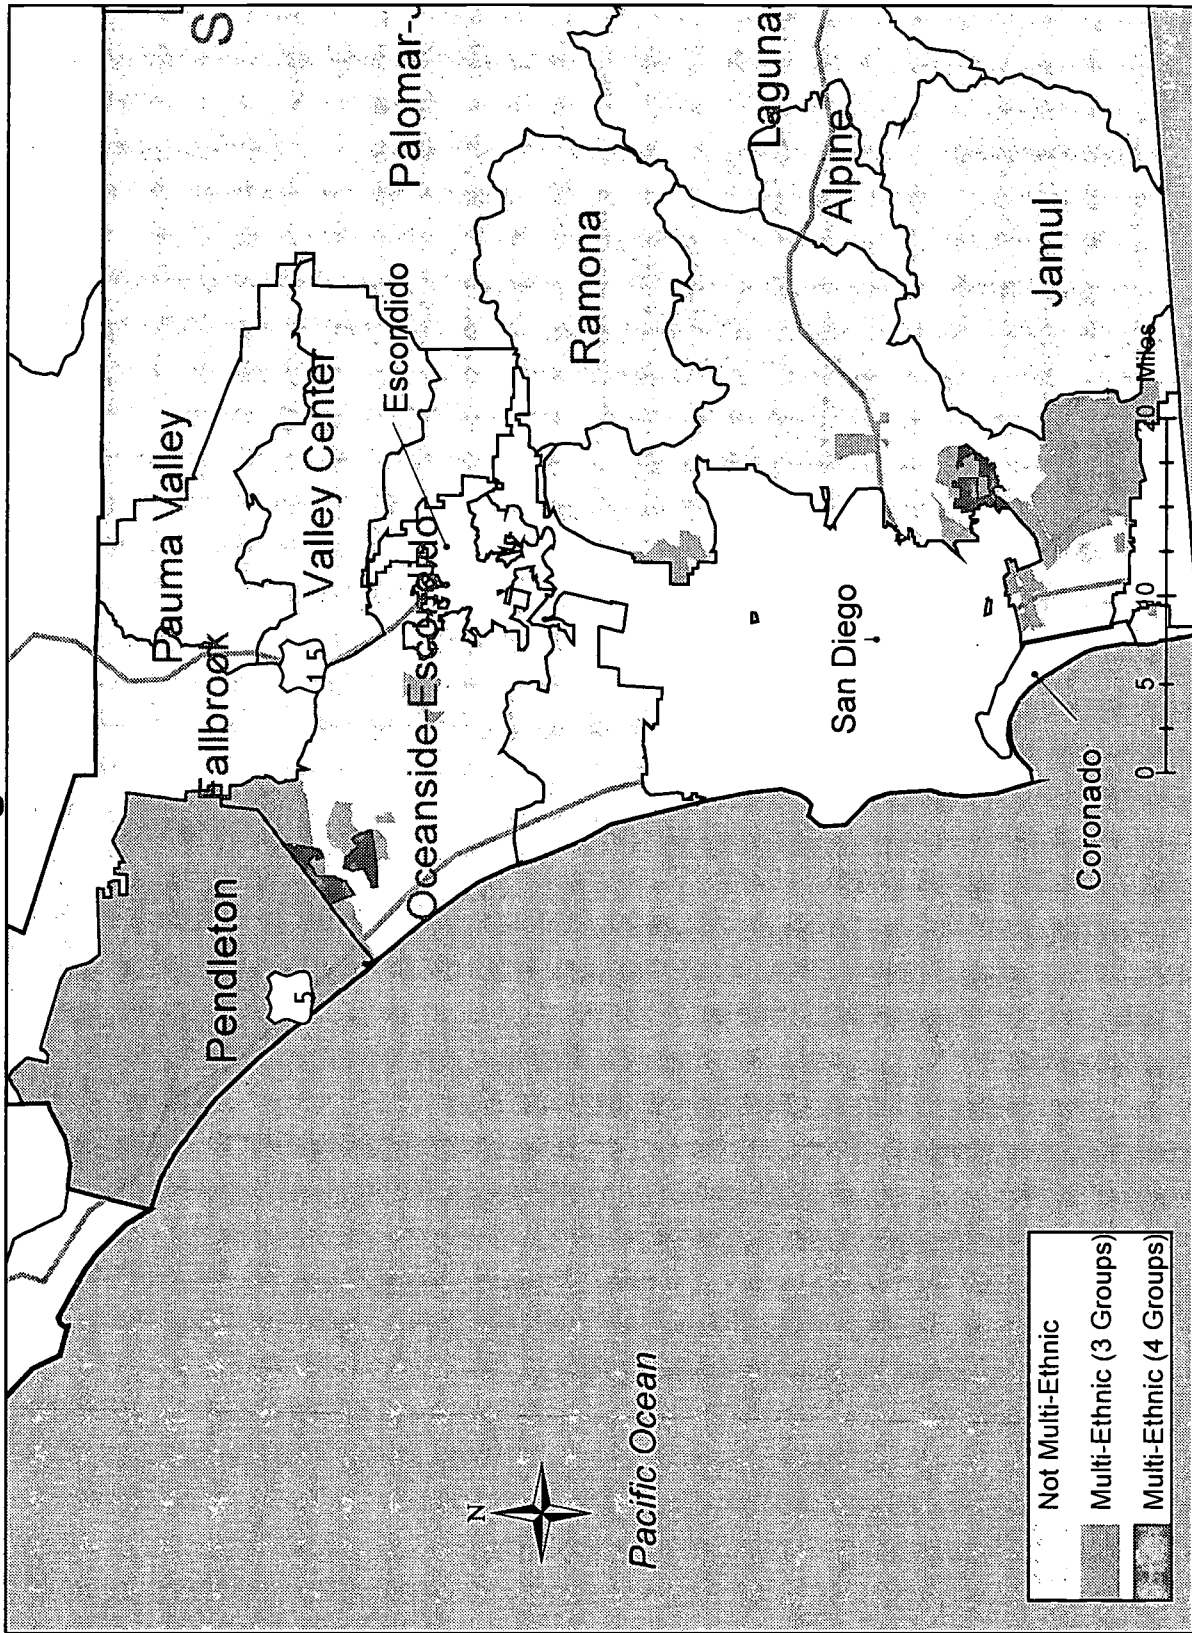 S
Pauma Valley
Palomar-J
Fallbrook
Valley Center
Pendleton
15
Escondido
5
Oceanside-Escondido
Ramona
Laguna
Alpine
San Diego
Jamul
Coronado
0 5 10 20 Miles
N
Pacific Ocean
Not Multi-Ethnic
Multi-Ethnic (3 Groups)
Multi-Ethnic (4 Groups)